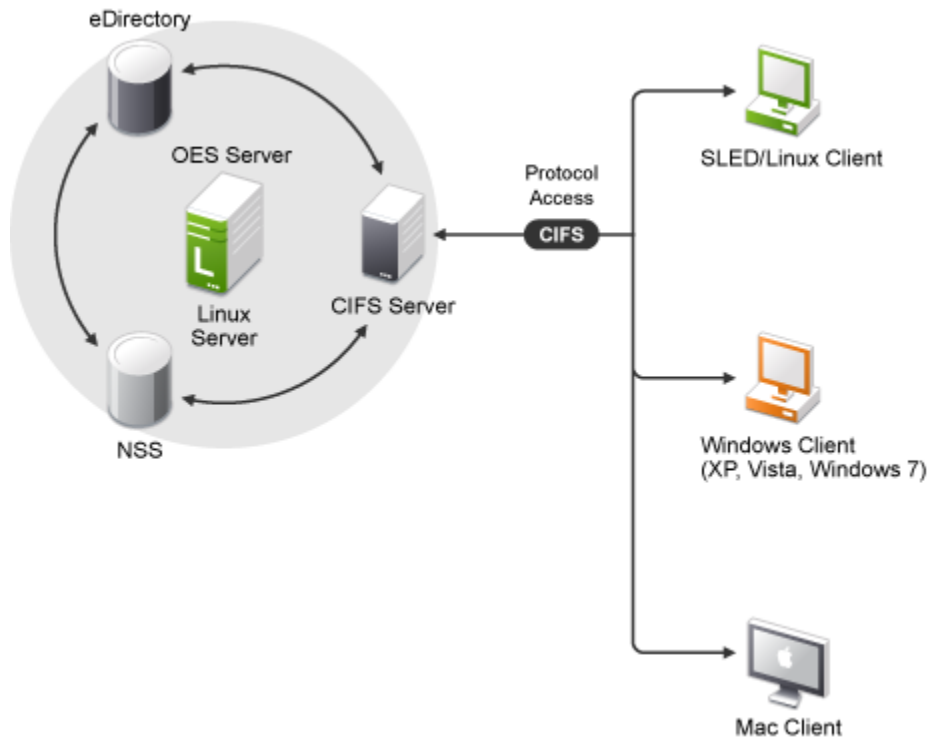 eDirectory
OES Server
L
Linux
Server
CIFS Server
NSS
Protocol
Access
CIFS
SLED/Linux Client
Windows Client
(XP, Vista, Windows 7)
Mac Client